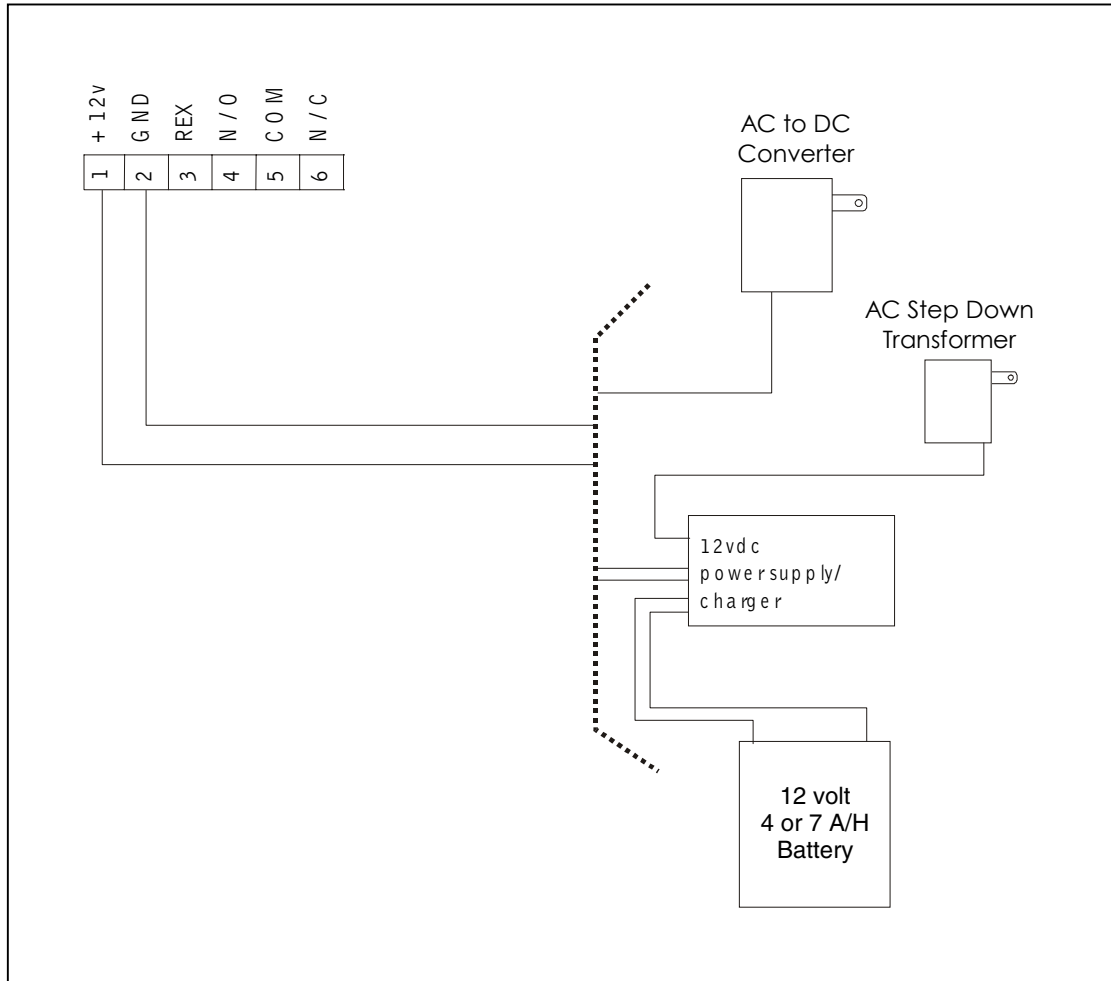 +12v
GND
REX
N/O
COM
N/C
1 2 3 4 5 6
AC to DC
Converter
AC Step Down
Transformer
12vdc
powersupply/
charger
12 volt
4 or 7 A/H
Battery